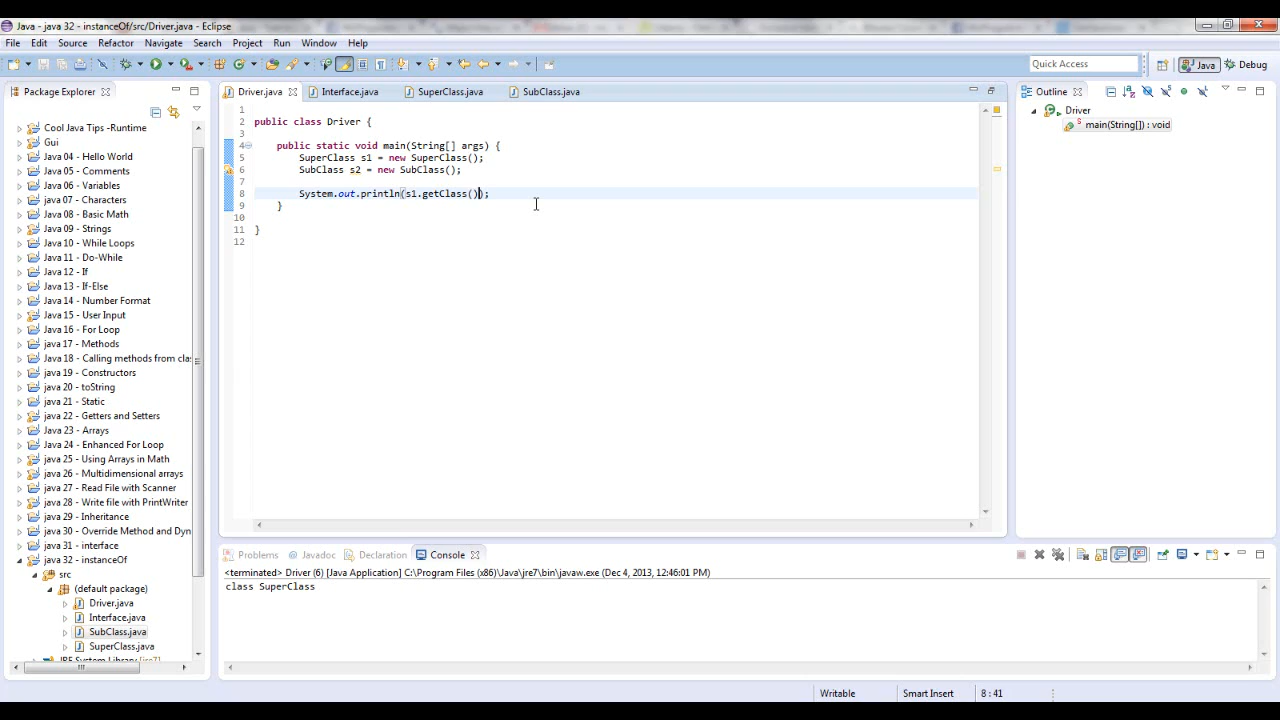 Java - java 32 - instanceOf/src/Driver.java - Eclipse
File Edit Source Refactor Navigate Search Project Run Window Help
Quick Access
Java
Debug
Package Explorer
Cool Java Tips -Runtime
Gui
Java 04 - Hello World
Java 05 - Comments
Java 06 - Variables
java 07 - Characters
Java 08 - Basic Math
Java 09 - Strings
Java 10 - While Loops
Java 11 - Do-While
Java 12 - If
Java 13 - If-Else
Java 14 - Number Format
Java 15 - User Input
Java 16 - For Loop
java 17 - Methods
Java 18 - Calling methods from clas
java 19 - Constructors
java 20 - toString
java 21 - Static
java 22 - Getters and Setters
Java 23 - Arrays
Java 24 - Enhanced For Loop
java 25 - Using Arrays in Math
java 26 - Multidimensional arrays
java 27 - Read File with Scanner
java 28 - Write file with PrintWriter
java 29 - Inheritance
java 30 - Override Method and Dyn
java 31 - interface
java 32 - instanceOf
src
(default package)
Driver.java
Interface.java
SubClass.java
SuperClass.java
JRE System Library [jre7]
Driver.java Interface.java SuperClass.java SubClass.java
1
2 public class Driver {
3
4 public static void main(String[] args) {
5 SuperClass s1 = new SuperClass();
6 SubClass s2 = new SubClass();
7
8 System.out.println(s1.getClass());
9 }
10
11 }
12
Outline
Driver
main(String[]) : void
Problems Javadoc Declaration Console
<terminated> Driver (6) [Java Application] C:\Program Files (x86)\Java\jre7\bin\javaw.exe (Dec 4, 2013, 12:46:01 PM)
class SuperClass
Writable Smart Insert 8 : 41